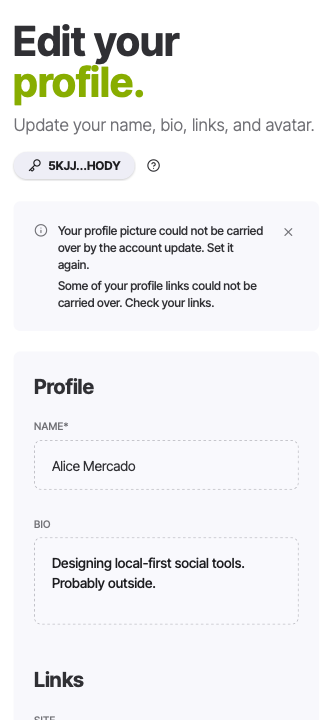 Edit your
profile.
Update your name, bio, links, and avatar.
5KJJ...HODY
Your profile picture could not be carried
over by the account update. Set it
again.
Some of your profile links could not be
carried over. Check your links.
Profile
NAME*
Alice Mercado
BIO
Designing local-first social tools.
Probably outside.
Links
SITE